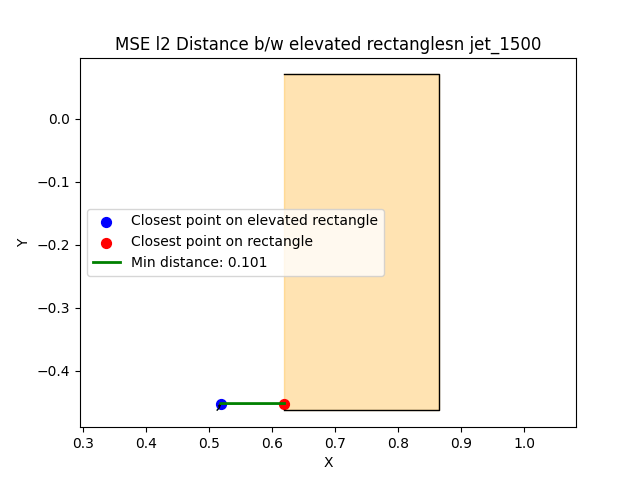 MSE l2 Distance b/w elevated rectanglesn jet_1500
Y
0.0
−0.1
−0.2
−0.3
−0.4
Closest point on elevated rectangle
Closest point on rectangle
Min distance: 0.101
0.3 0.4 0.5 0.6 0.7 0.8 0.9 1.0
X